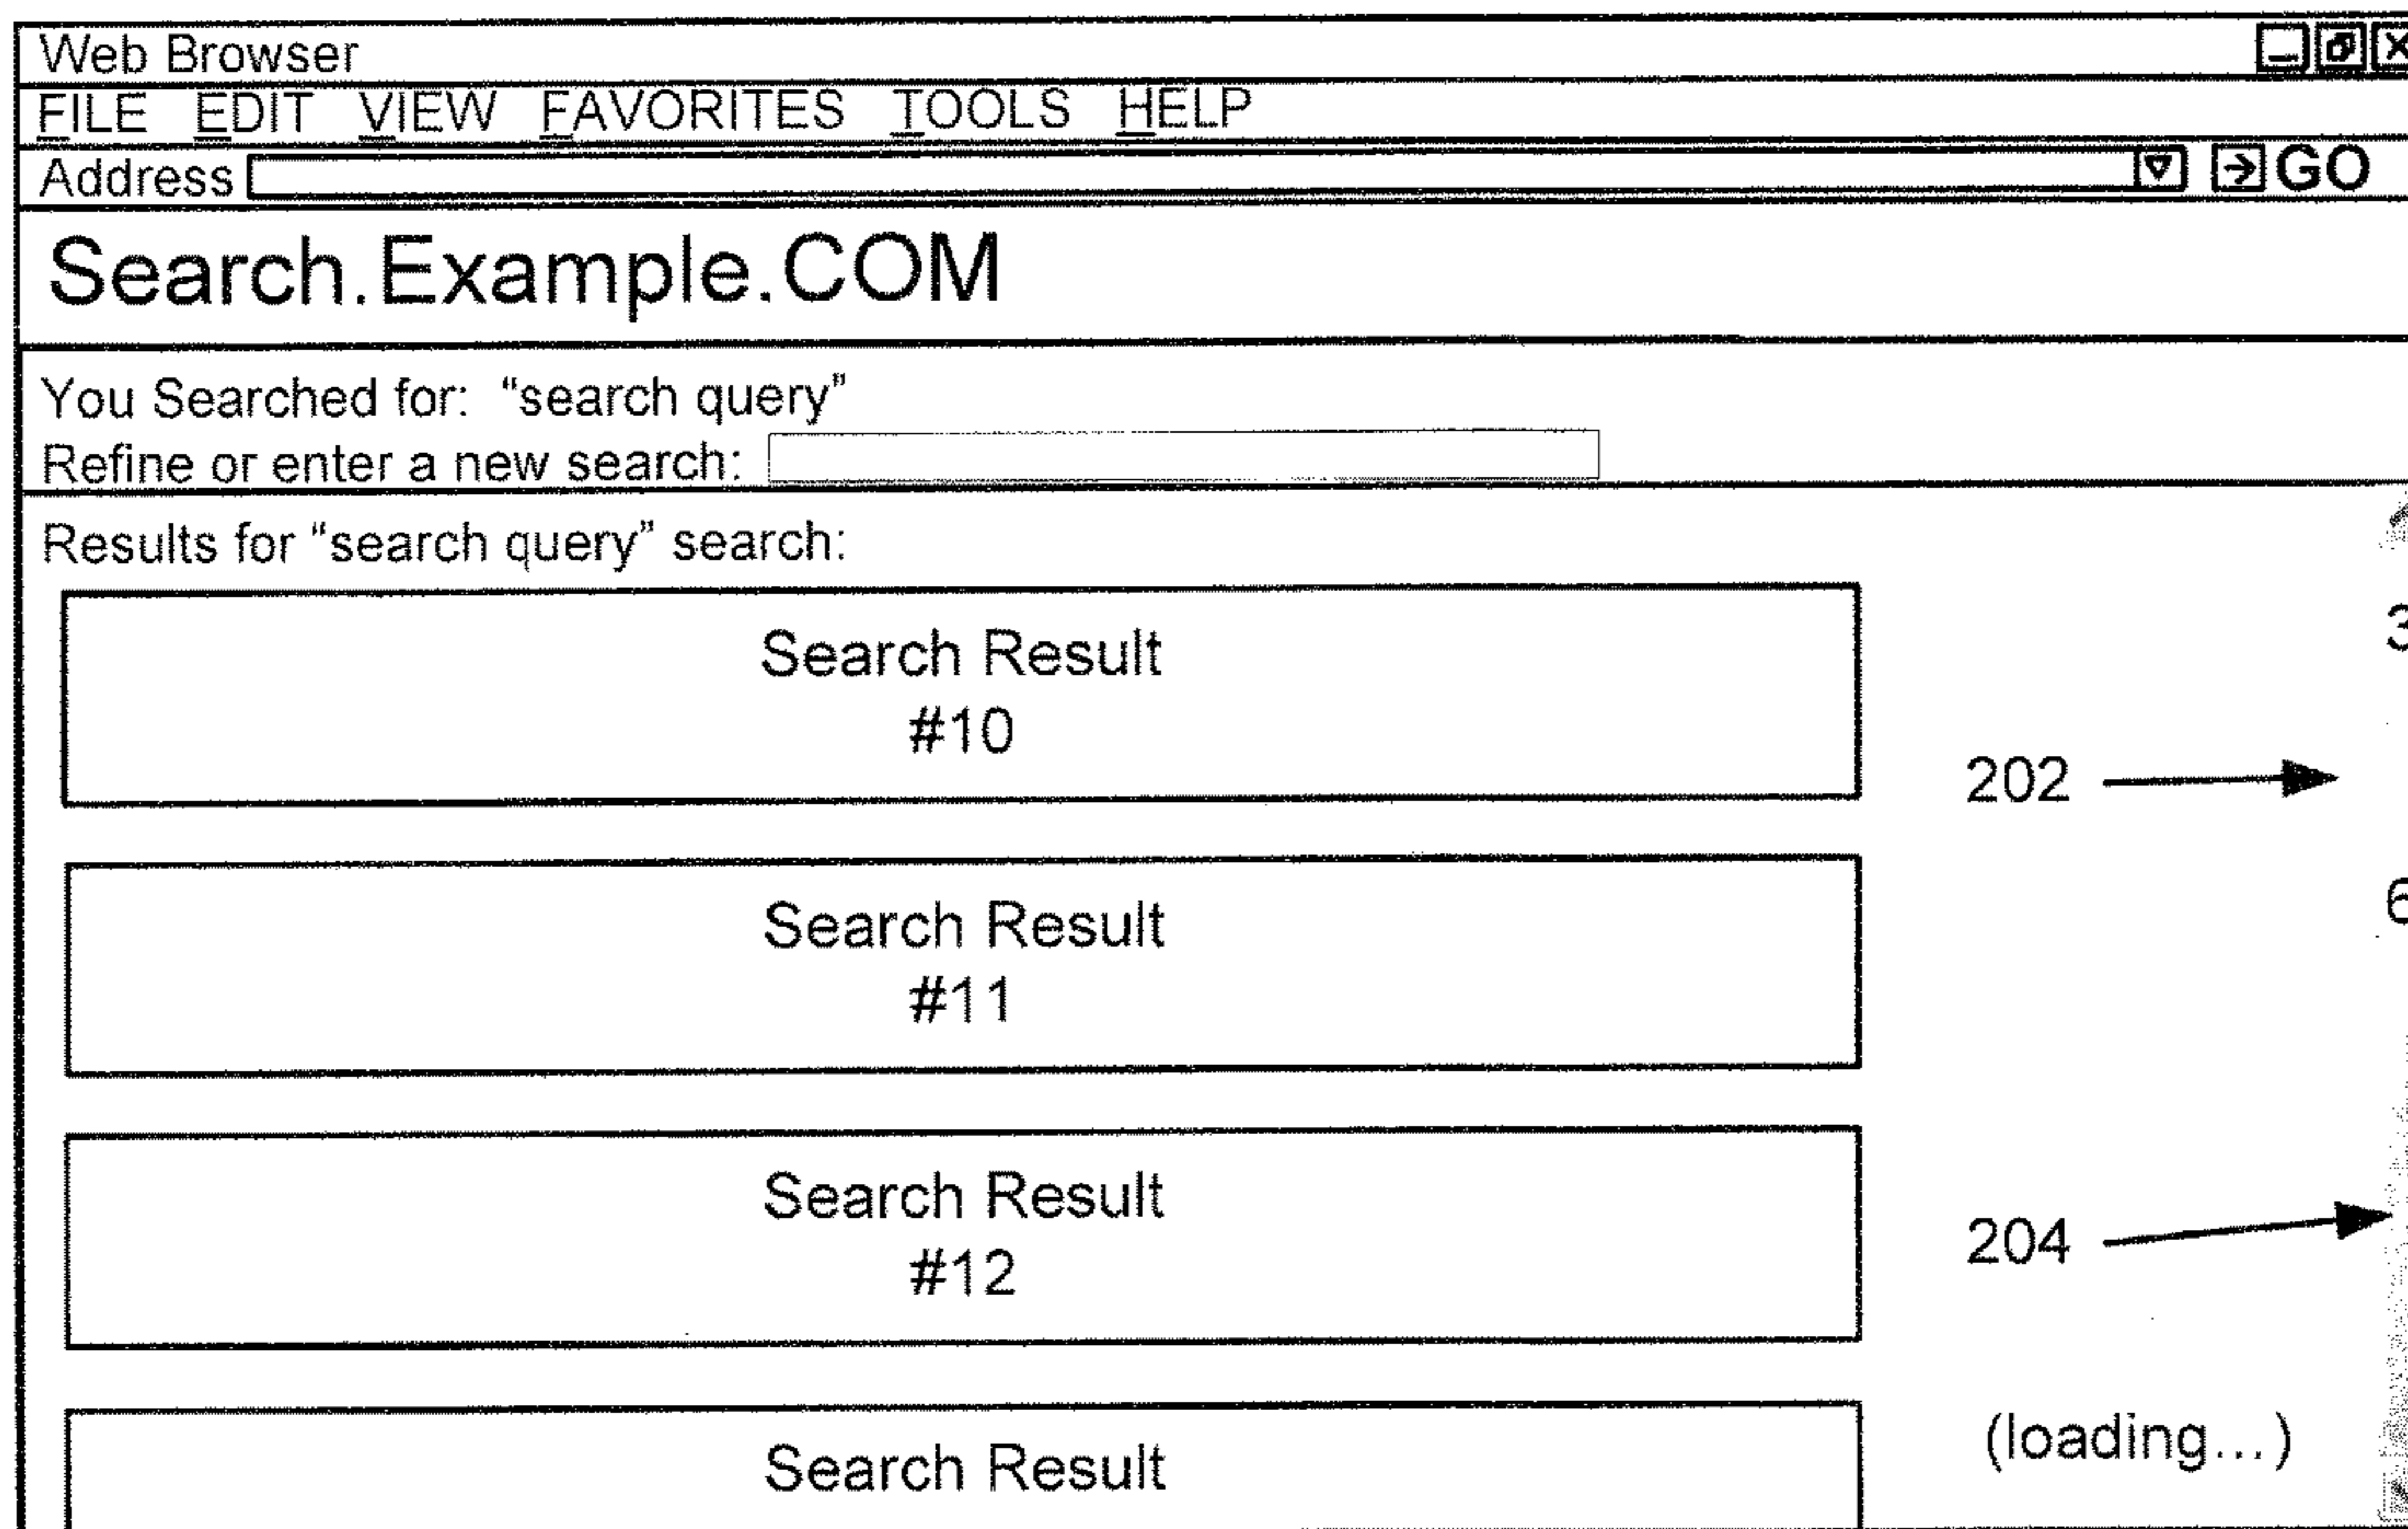 Web Browser
FILE EDIT VIEW FAVORITES TOOLS HELP
Address GO
Search.Example.COM
You Searched for: “search query”
Refine or enter a new search:
Results for “search query” search:
Search Result
#10
202
Search Result
#11
Search Result
#12
204
Search Result
(loading...)